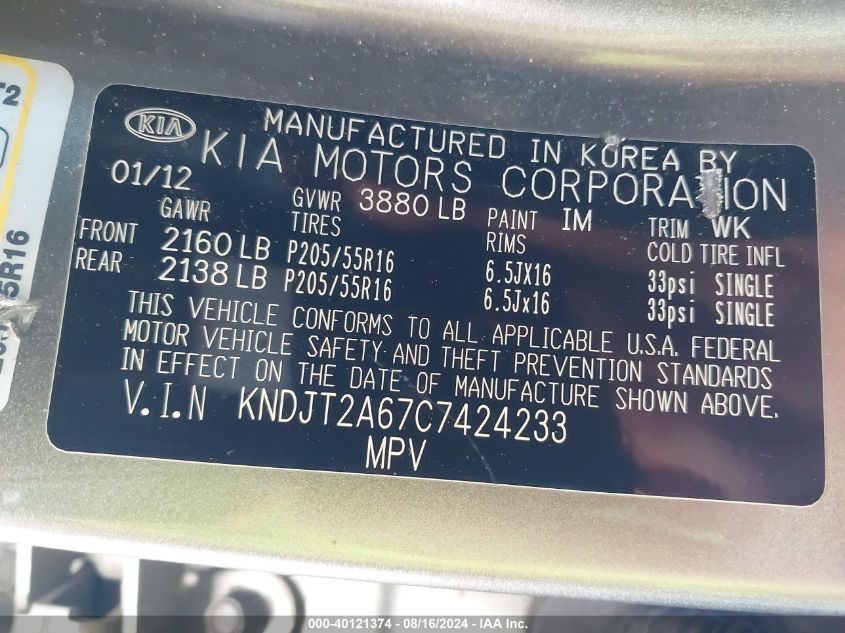 T2
5R16
KIA
MANUFACTURED IN KOREA BY
KIA MOTORS CORPORATION
01/12 GVWR 3880 LB PAINT IM TRIM WK
GAWR TIRES RIMS COLD TIRE INFL
FRONT 2160 LB P205/55R16 6.5JX16 33psi SINGLE
REAR 2138 LB P205/55R16 6.5Jx16 33psi SINGLE
THIS VEHICLE CONFORMS TO ALL APPLICABLE U.S.A. FEDERAL
MOTOR VEHICLE SAFETY AND THEFT PREVENTION STANDARDS
IN EFFECT ON THE DATE OF MANUFACTURE SHOWN ABOVE.
V.I.N KNDJT2A67C7424233
MPV
000-40121374 - 08/16/2024 - IAA, Inc.